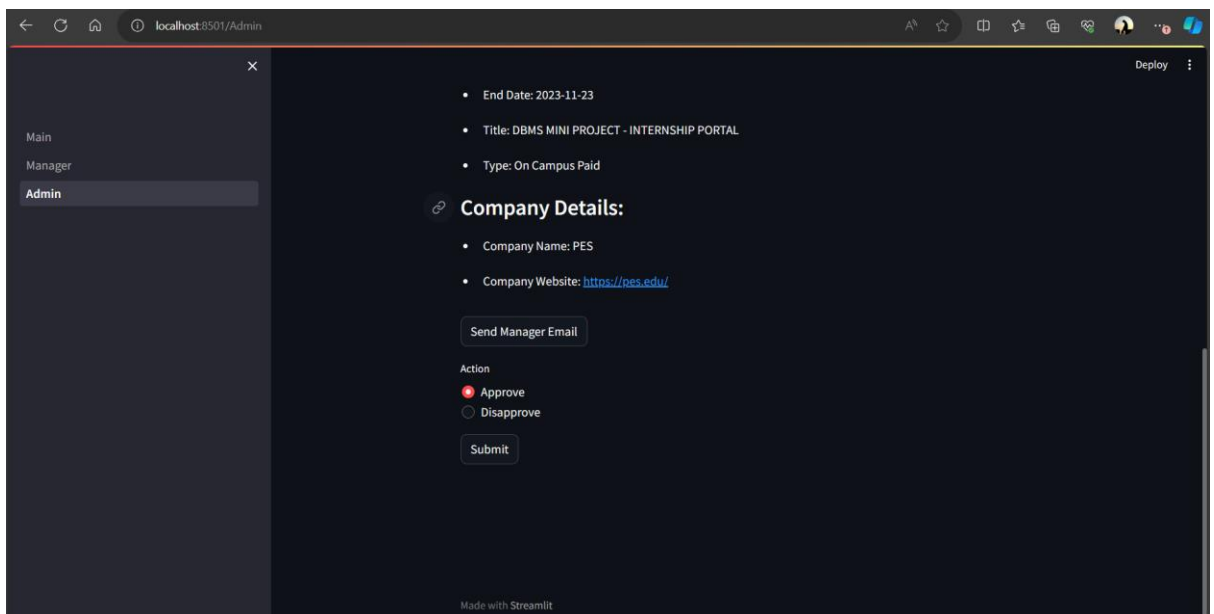 localhost:8501/Admin
Deploy
Main
Manager
Admin
End Date: 2023-11-23
Title: DBMS MINI PROJECT - INTERNSHIP PORTAL
Type: On Campus Paid
Company Details:
Company Name: PES
Company Website: https://pes.edu/
Send Manager Email
Action
Approve
Disapprove
Submit
Made with Streamlit